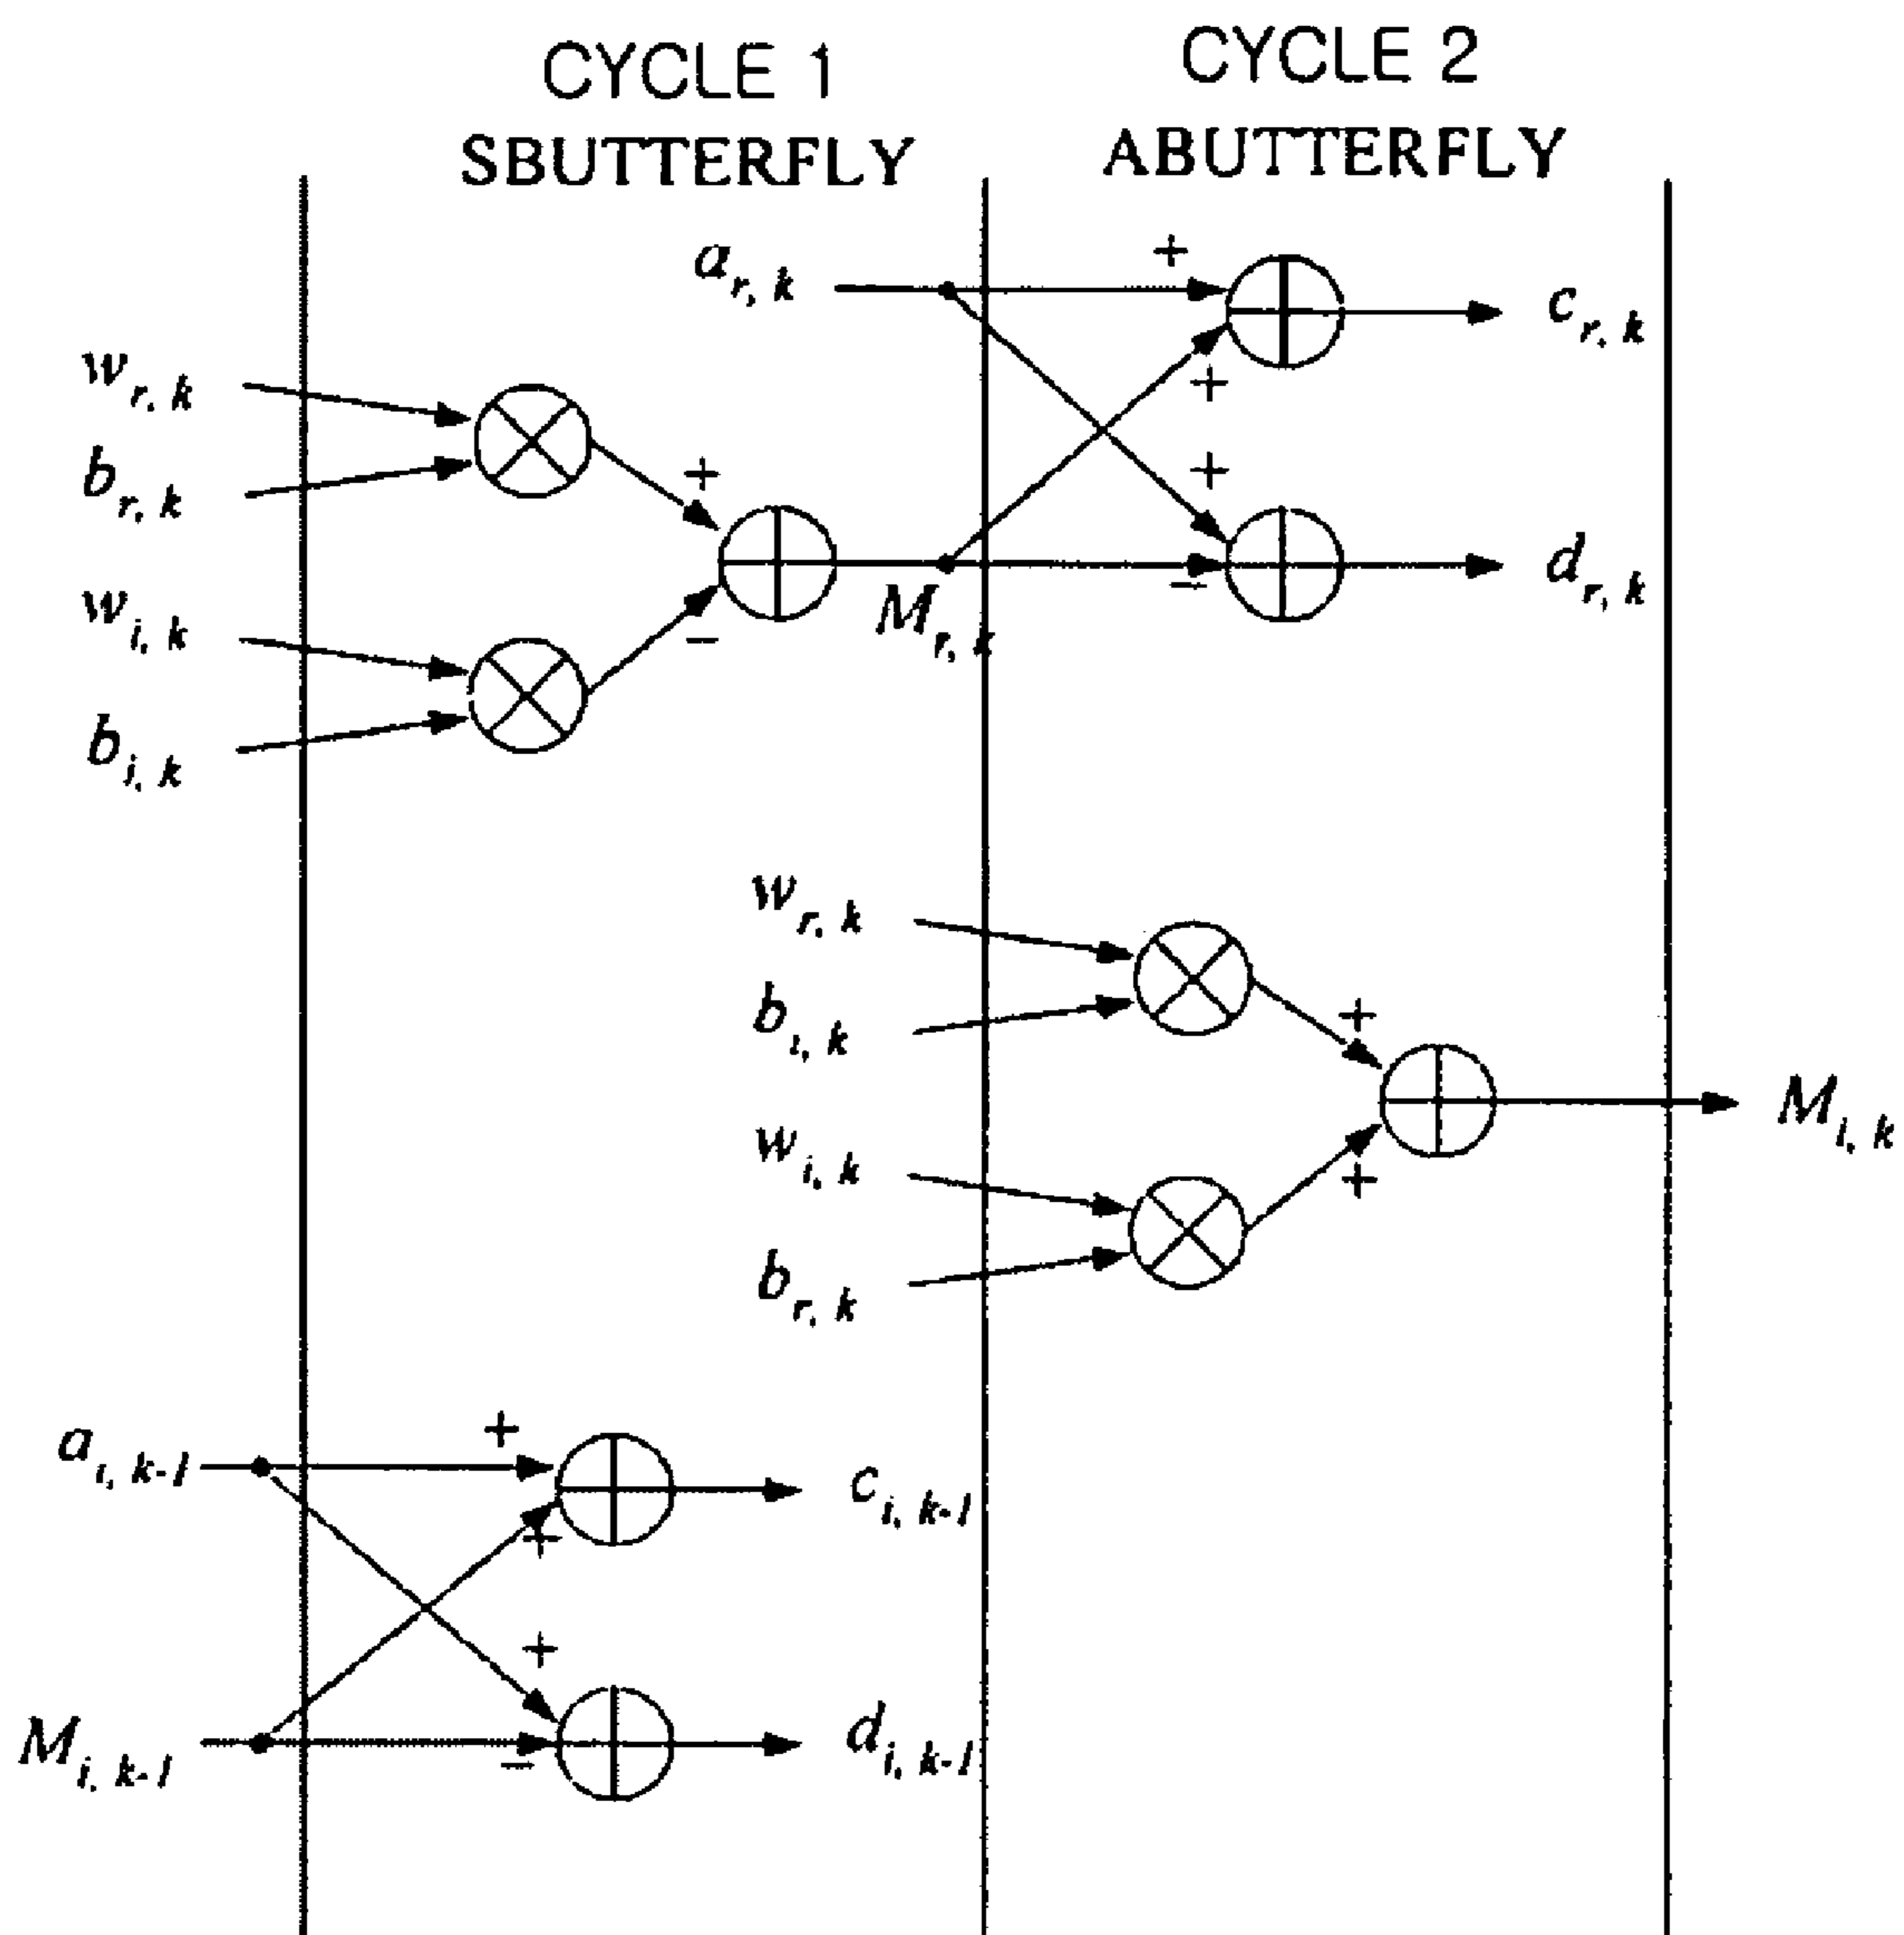 CYCLE 1
SBUTTERFLY
CYCLE 2
ABUTTERFLY
a r, k
+
c r, k
w r, k
+
b r, k
+
+
d r, k
w i, k
M r, k
−
−
b i, k
w r, k
b i, k
+
M i, k
w i, k
+
b r, k
a i, k-1
+
c i, k-1
+
+
M i, k-1
d i, k-1
−